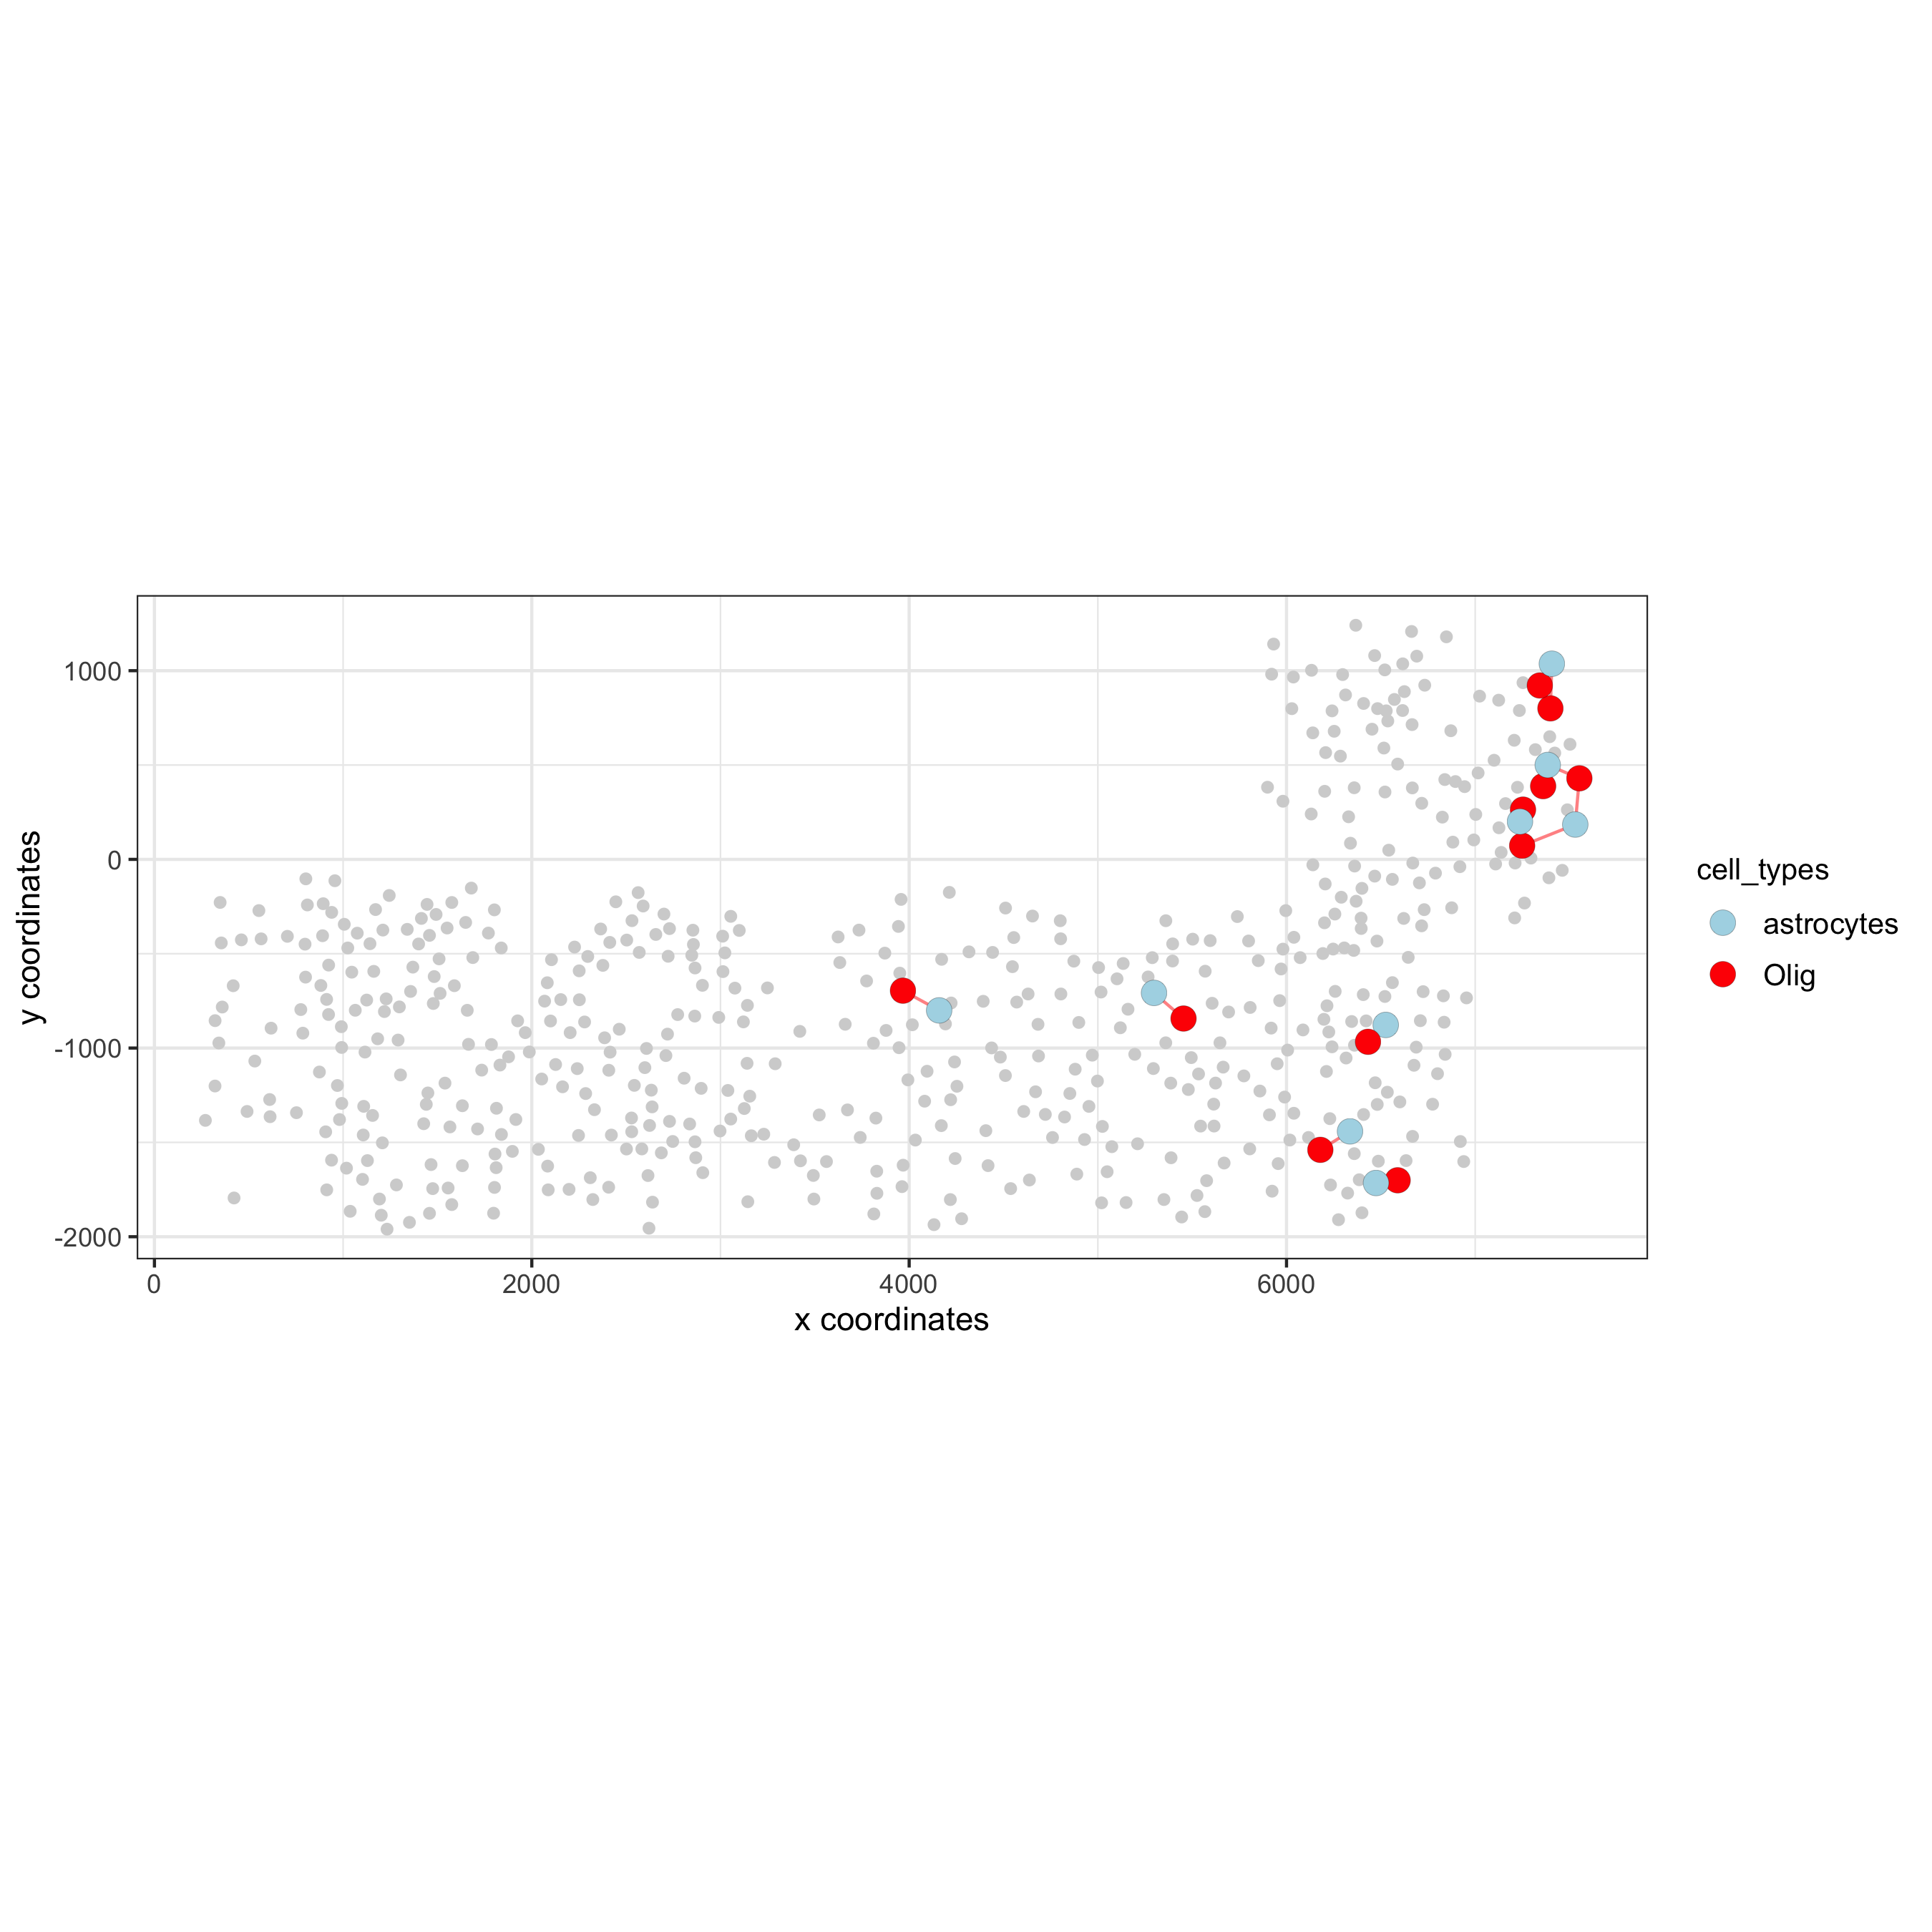 1000
0
-1000
-2000
y coordinates
0 2000 4000 6000
x coordinates
cell_types
astrocytes
Olig